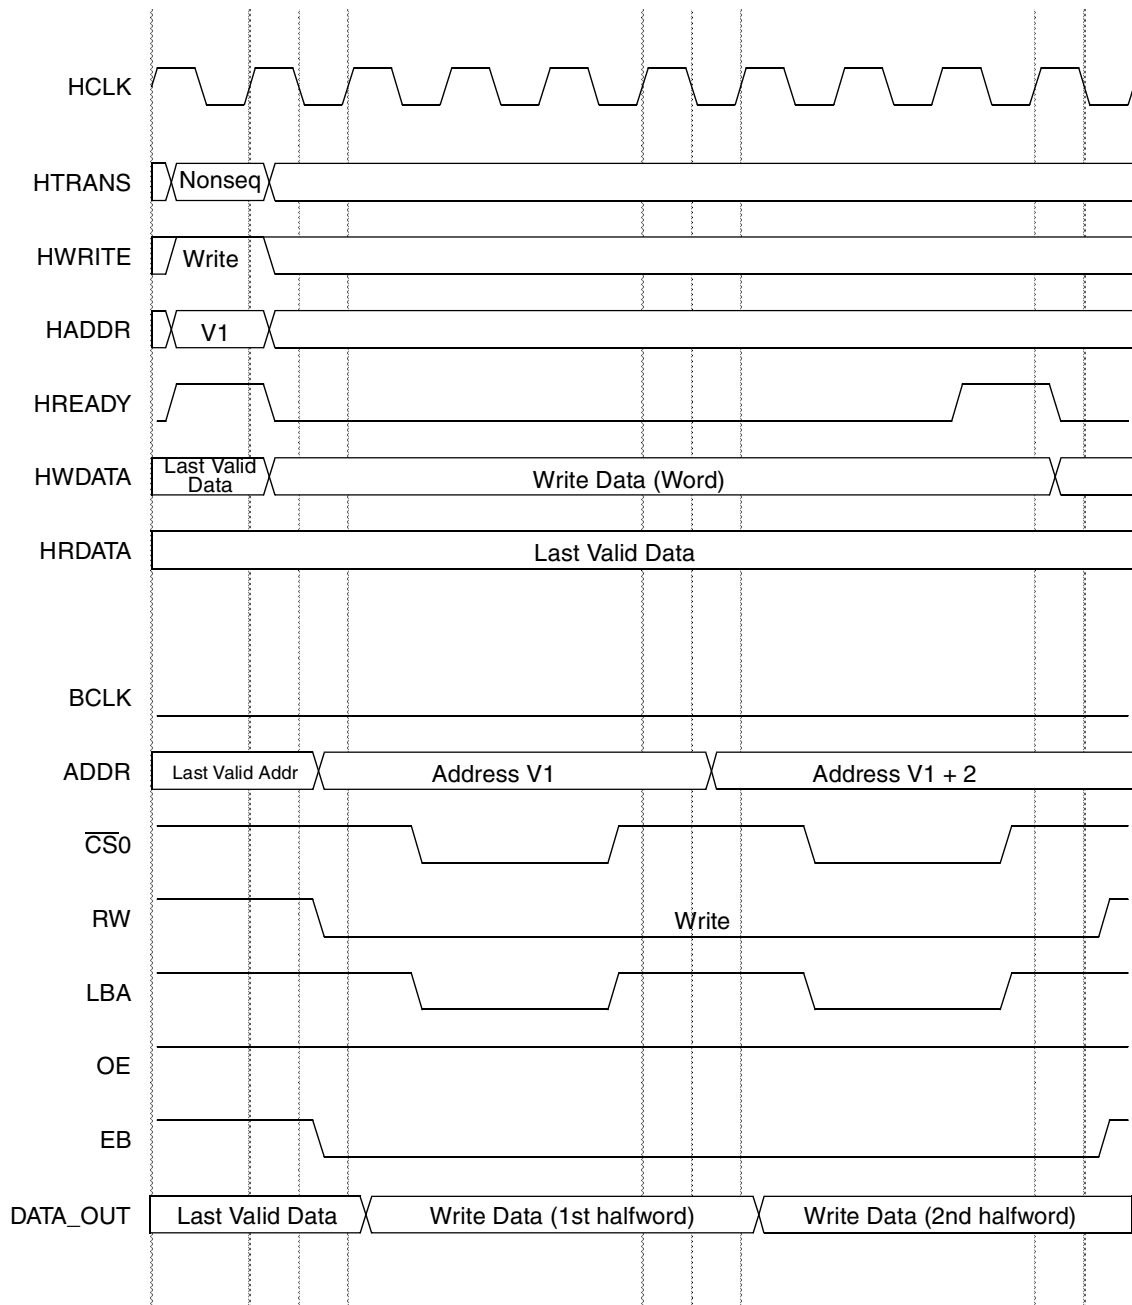 HCLK
HTRANS Nonseq
HWRITE Write
HADDR V1
HREADY
HWDATA Last Valid
Data Write Data (Word)
HRDATA Last Valid Data
BCLK
ADDR Last Valid Addr Address V1 Address V1 + 2
CS0
RW Write
LBA
OE
EB
DATA_OUT Last Valid Data Write Data (1st halfword) Write Data (2nd halfword)